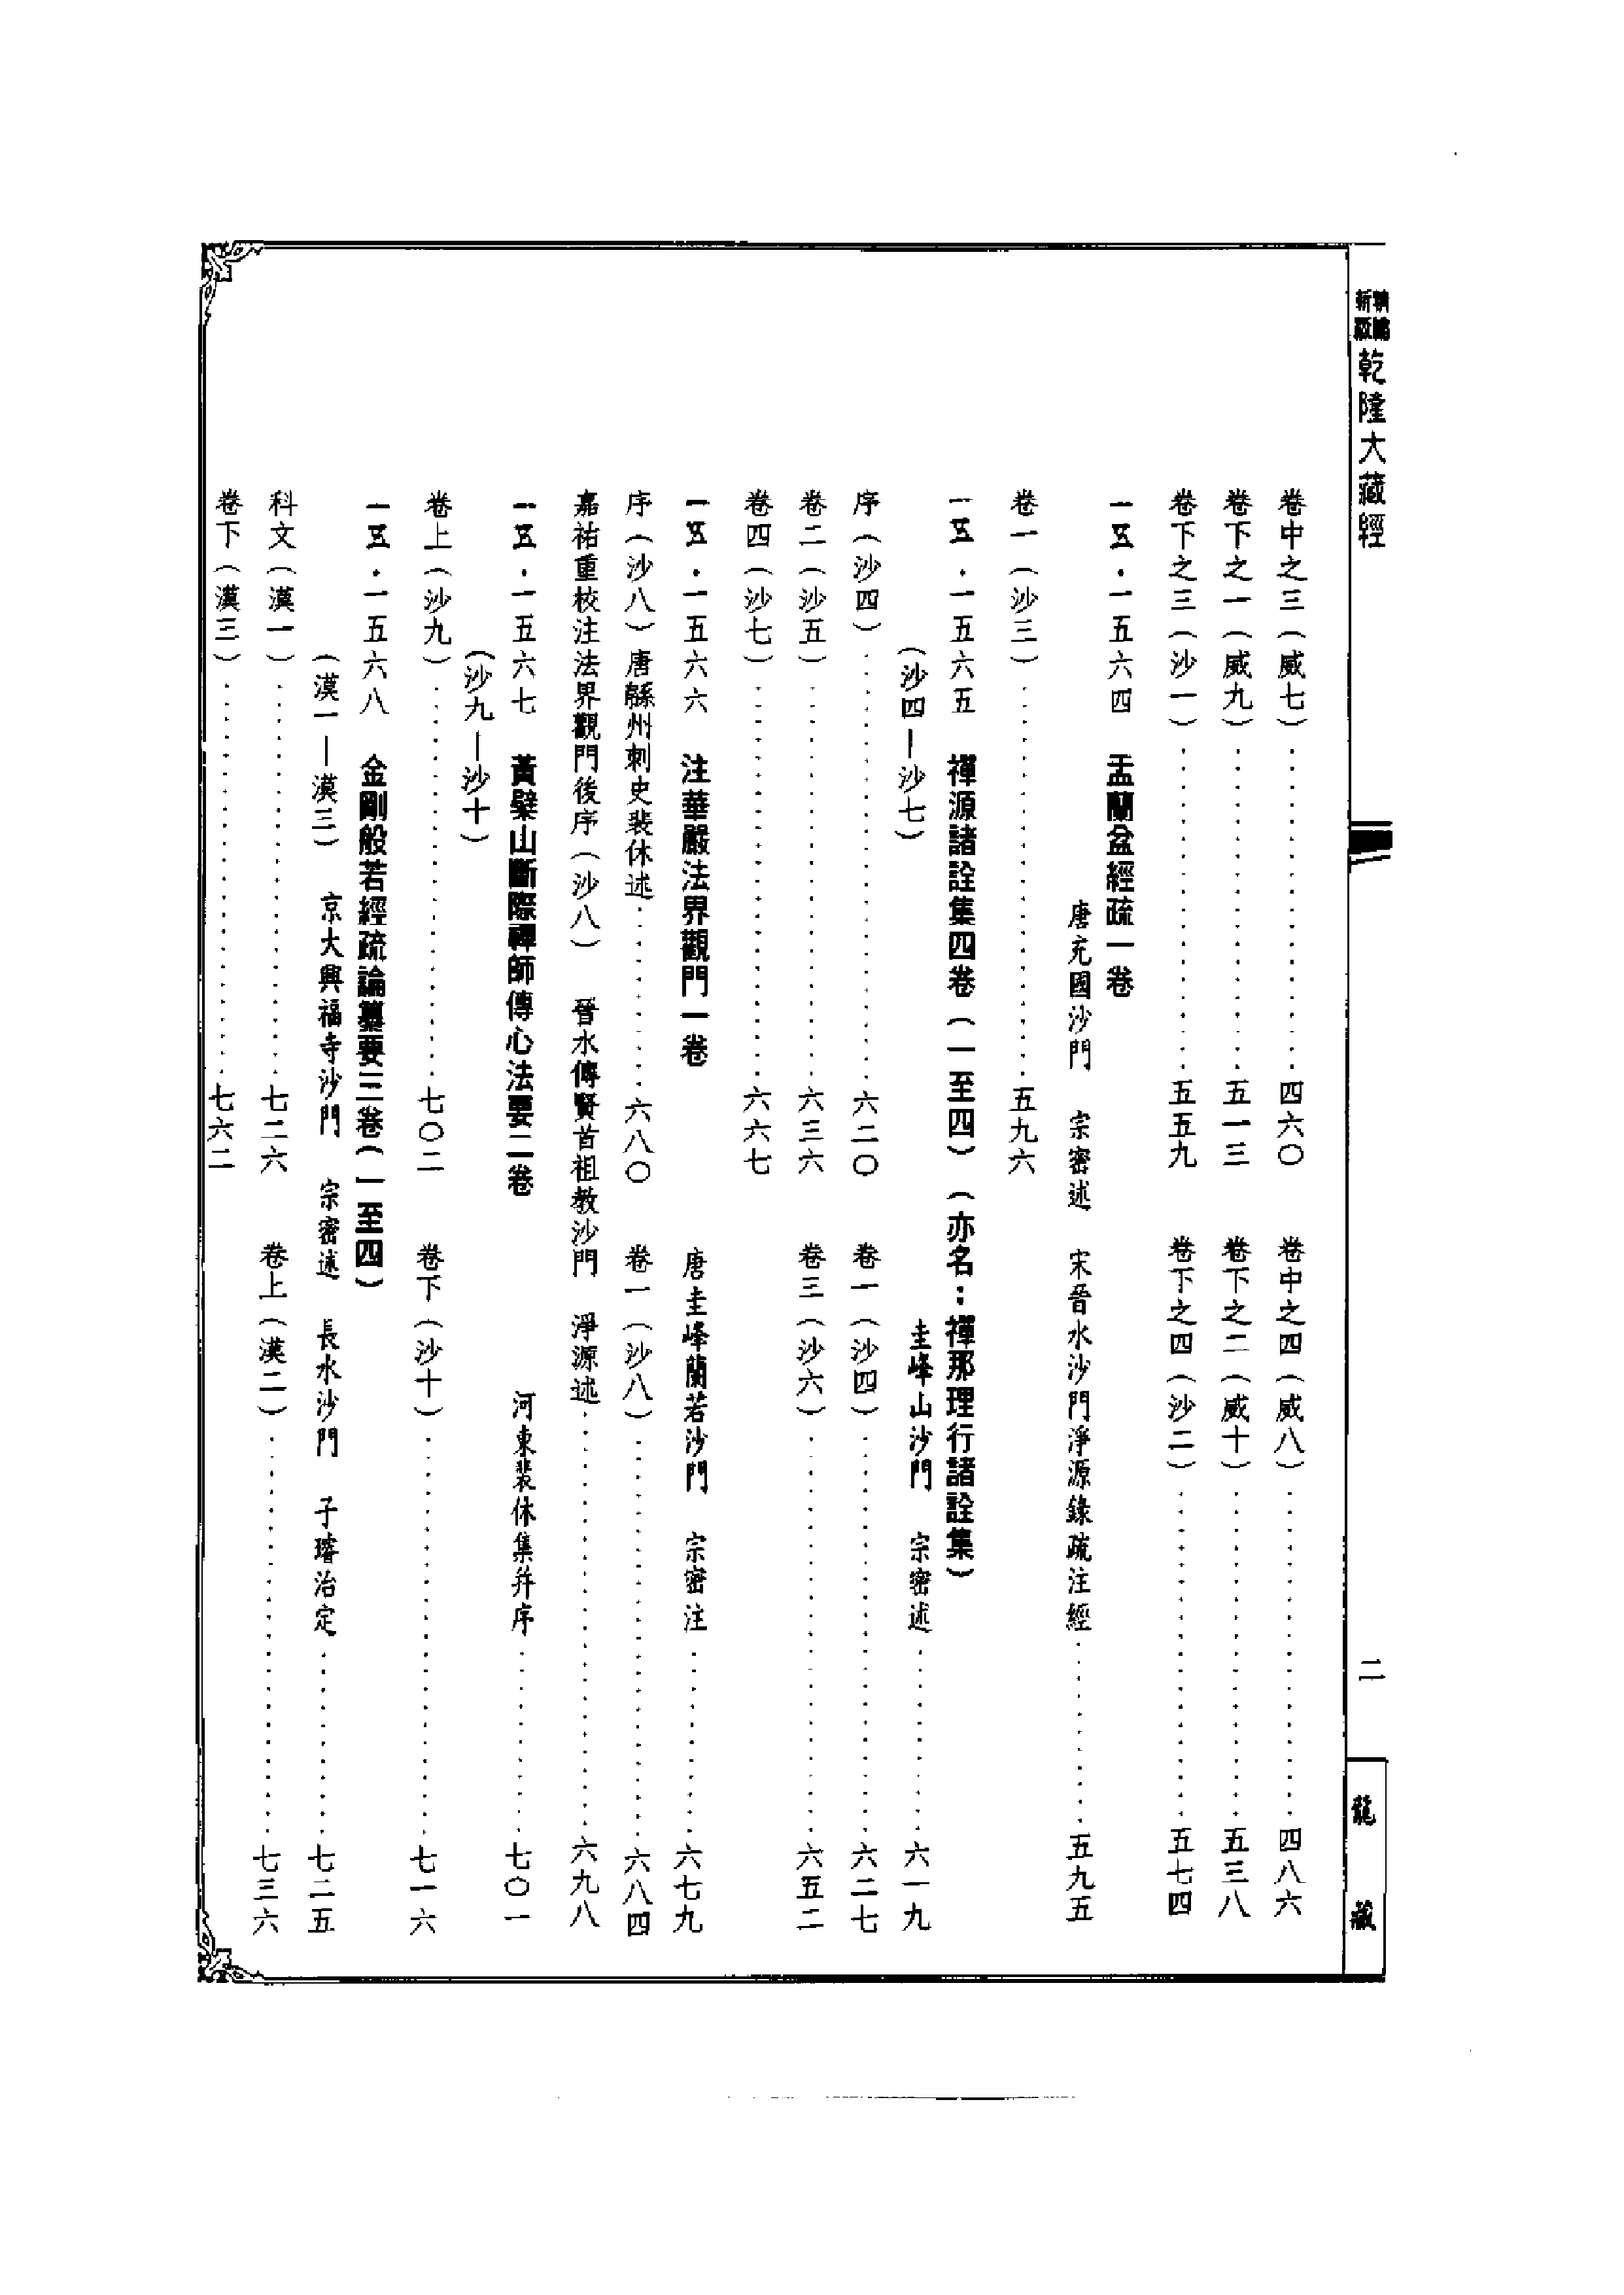 新編縮版 乾隆大藏經
二
龍藏
卷中之三(威七)……四六〇 卷中之四(威八)……四八六
卷下之一(威九)……五一三 卷下之二(威十)……五三八
卷下之三(沙一)……五五九 卷下之四(沙二)……五七四
一五·一五六四 盂蘭盆經疏一卷
唐充國沙門 宗密述 宋晉水沙門淨源錄疏注經……五九五
卷一(沙三)……五九六
一五·一五六五 禪源諸詮集四卷(一至四)(亦名:禪那理行諸詮集)
(沙四—沙七) 圭峰山沙門 宗密述……六一九
序(沙四)……六二〇 卷一(沙四)……六二七
卷二(沙五)……六三六 卷三(沙六)……六五二
卷四(沙七)……六六七
一五·一五六六 注華嚴法界觀門一卷 唐圭峰蘭若沙門 宗密注……六七九
序(沙八)唐緜州刺史裴休述……六八〇 卷一(沙八)……六八四
嘉祐重校注法界觀門後序(沙八) 晉水傳賢首祖教沙門 淨源述……六九八
一五·一五六七 黃檗山斷際禪師傳心法要二卷 河東裴休集并序……七〇一
(沙九—沙十)
卷上(沙九)……七〇二 卷下(沙十)……七一六
一五·一五六八 金剛般若經疏論纂要三卷(一至四)
(漠一—漠三) 京大興福寺沙門 宗密述 長水沙門 子璿治定……七二五
科文(漠一)……七二六 卷上(漠二)……七三六
卷下(漠三)……七六二